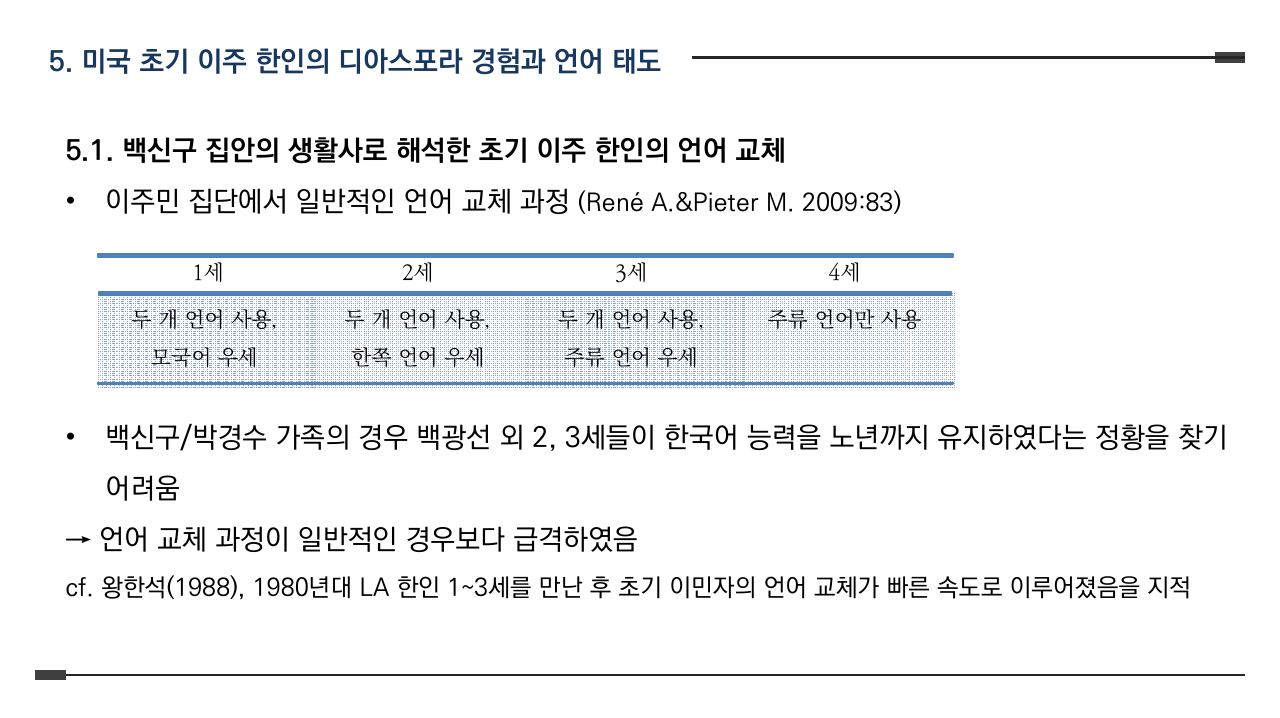 5. 미국 초기 이주 한인의 디아스포라 경험과 언어 태도
5.1. 백신구 집안의 생활사로 해석한 초기 이주 한인의 언어 교체
• 이주민 집단에서 일반적인 언어 교체 과정 (René A.&Pieter M. 2009:83)
1세 2세 3세 4세
두 개 언어 사용, 두 개 언어 사용, 두 개 언어 사용, 주류 언어만 사용
모국어 우세 한쪽 언어 우세 주류 언어 우세
• 백신구/박경수 가족의 경우 백광선 외 2, 3세들이 한국어 능력을 노년까지 유지하였다는 정황을 찾기
어려움
→ 언어 교체 과정이 일반적인 경우보다 급격하였음
cf. 왕한석(1988), 1980년대 LA 한인 1~3세를 만난 후 초기 이민자의 언어 교체가 빠른 속도로 이루어졌음을 지적